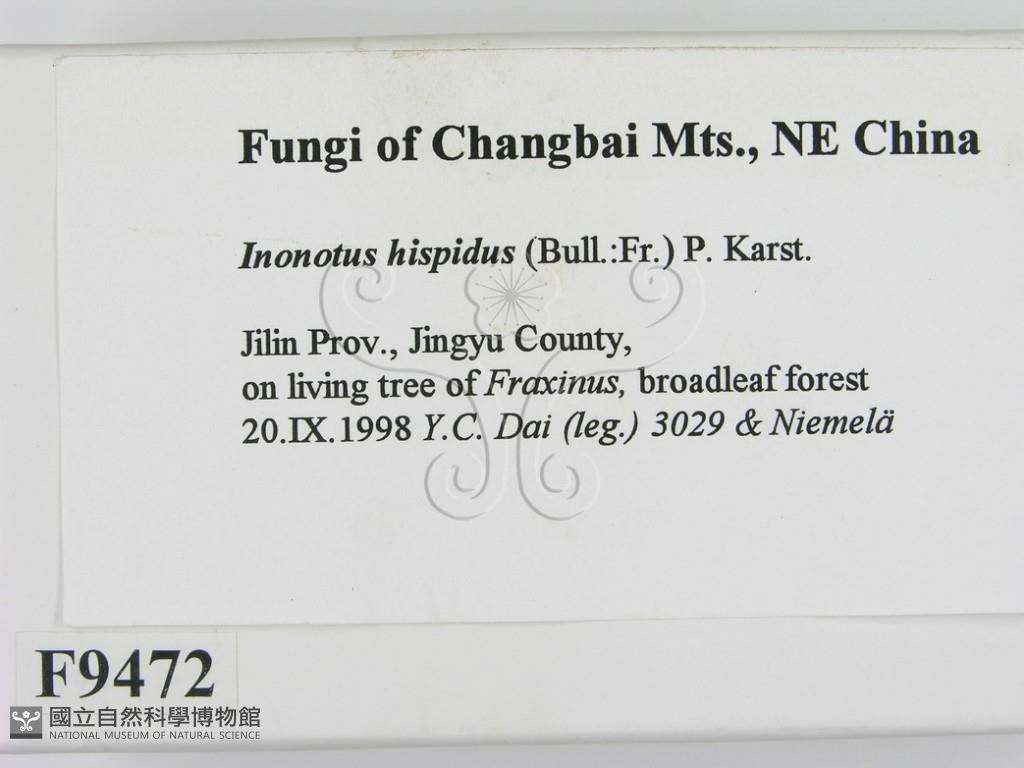 Fungi of Changbai Mts., NE China
Inonotus hispidus (Bull.:Fr.) P. Karst.
Jilin Prov., Jingyu County,
on living tree of Fraxinus, broadleaf forest
20.IX.1998 Y.C. Dai (leg.) 3029 & Niemelä
F9472
國立自然科學博物館
NATIONAL MUSEUM OF NATURAL SCIENCE